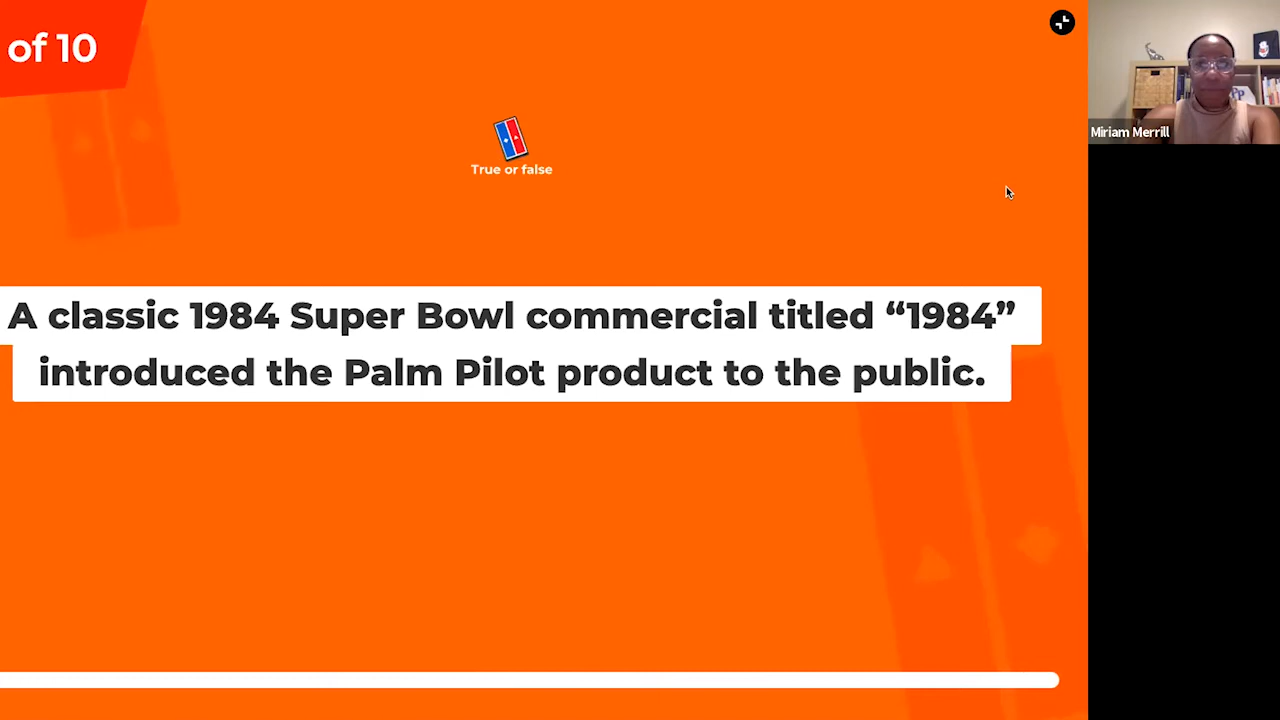 of 10
True or false
A classic 1984 Super Bowl commercial titled “1984”
introduced the Palm Pilot product to the public.
Miriam Merrill